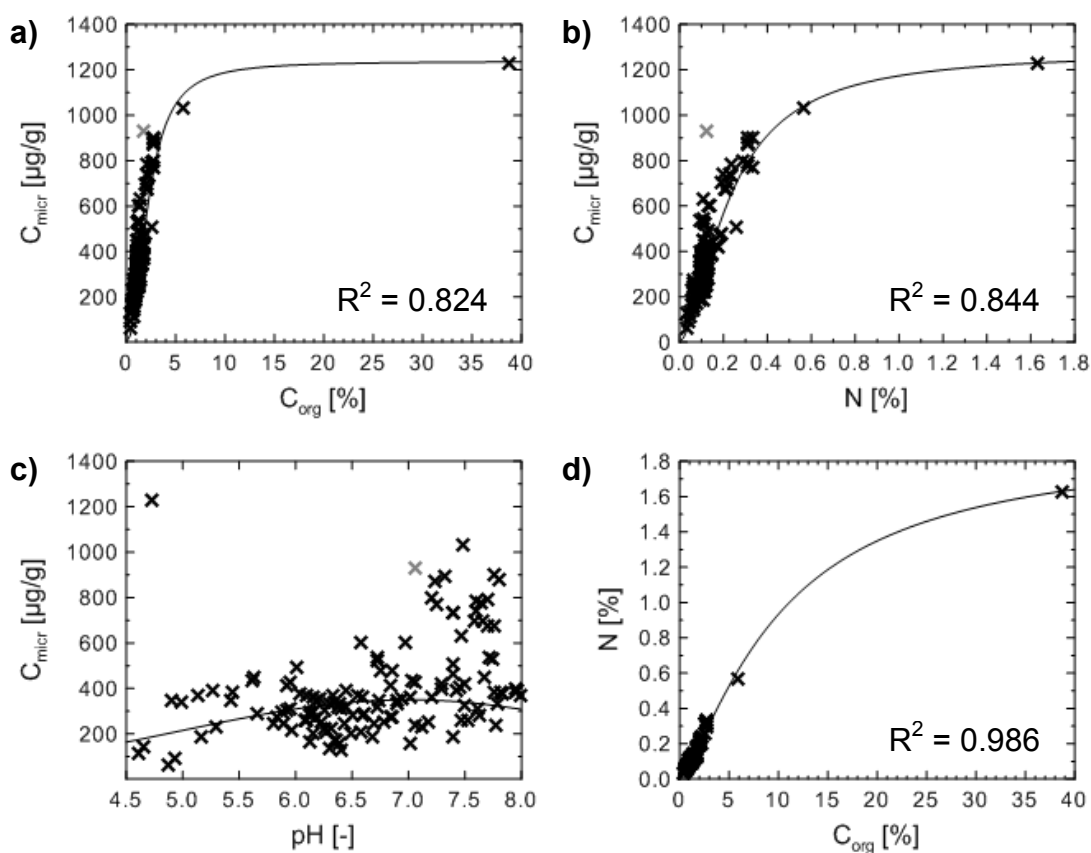 a)
1400
1200
1000
800
600
400
200
C_micr [µg/g]
R² = 0.824
0 5 10 15 20 25 30 35 40
C_org [%]
b)
1400
1200
1000
800
600
400
200
0
C_micr [µg/g]
R² = 0.844
0.0 0.2 0.4 0.6 0.8 1.0 1.2 1.4 1.6 1.8
N [%]
c)
1400
1200
1000
800
600
400
200
C_micr [µg/g]
4.5 5.0 5.5 6.0 6.5 7.0 7.5 8.0
pH [-]
d)
1.8
1.6
1.4
1.2
1.0
0.8
0.6
0.4
0.2
0.0
N [%]
R² = 0.986
0 5 10 15 20 25 30 35 40
C_org [%]